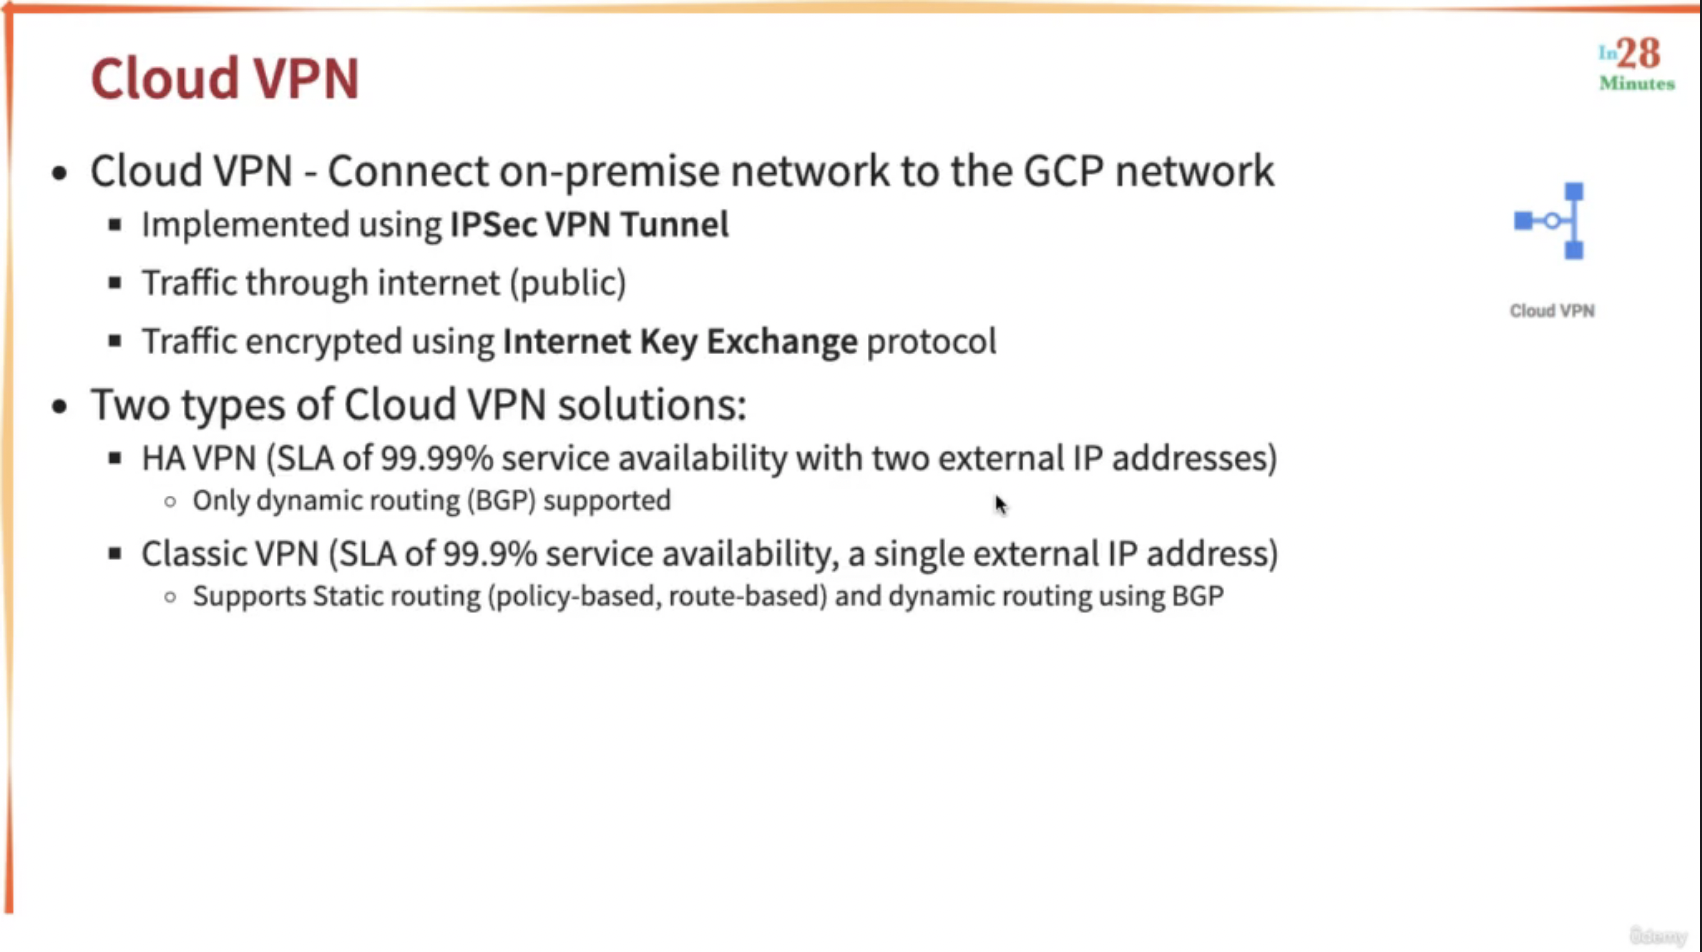 Cloud VPN
In28
Minutes
• Cloud VPN - Connect on-premise network to the GCP network
▪ Implemented using IPSec VPN Tunnel
▪ Traffic through internet (public)
▪ Traffic encrypted using Internet Key Exchange protocol
Cloud VPN
• Two types of Cloud VPN solutions:
▪ HA VPN (SLA of 99.99% service availability with two external IP addresses)
○ Only dynamic routing (BGP) supported
▪ Classic VPN (SLA of 99.9% service availability, a single external IP address)
○ Supports Static routing (policy-based, route-based) and dynamic routing using BGP
ûdemy